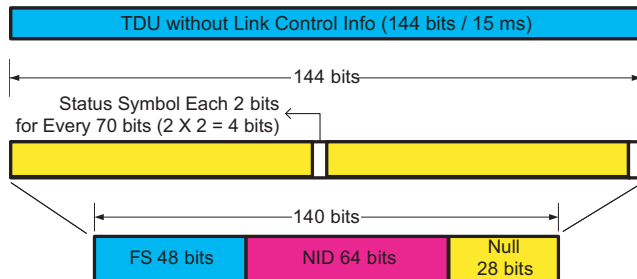 TDU without Link Control Info (144 bits / 15 ms)
144 bits
Status Symbol Each 2 bits
for Every 70 bits (2 X 2 = 4 bits)
140 bits
FS 48 bits
NID 64 bits
Null
28 bits